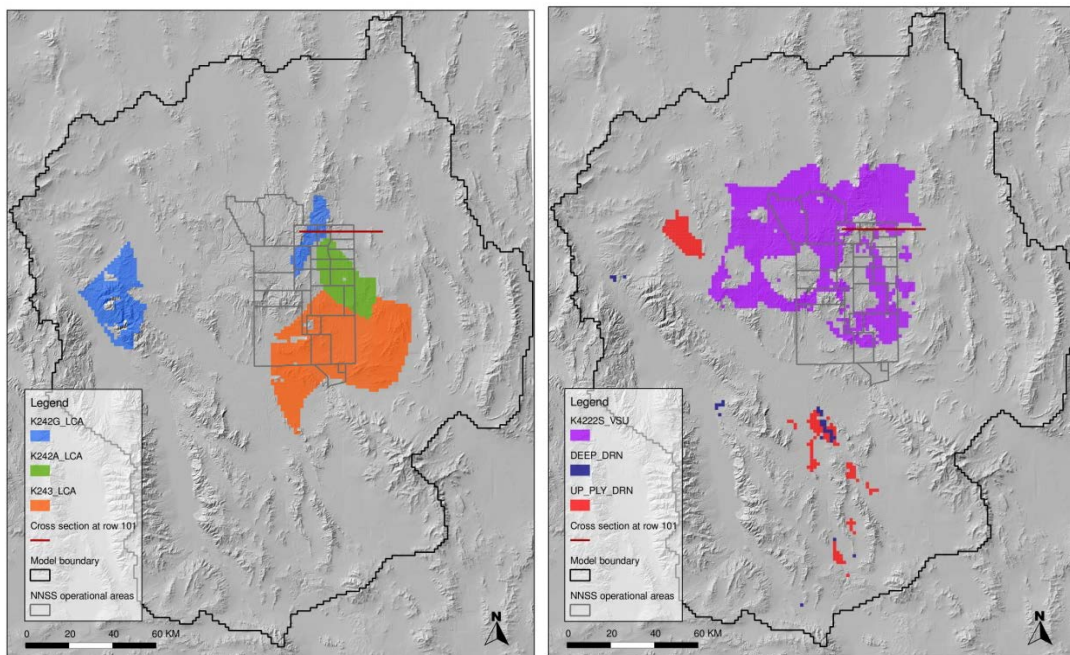 Legend
K242G_LCA
K242A_LCA
K243_LCA
Cross section at row 101
Model boundary
NNSS operational areas
0 20 40 60 KM
N
Legend
K4222S_VSU
DEEP_DRN
UP_PLY_DRN
Cross section at row 101
Model boundary
NNSS operational areas
0 20 40 60 KM
N